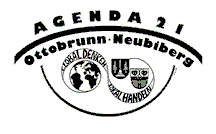 AGENDA 21
Ottobrunn-Neubiberg
GLOBAL DENKEN
LOKAL HANDELN